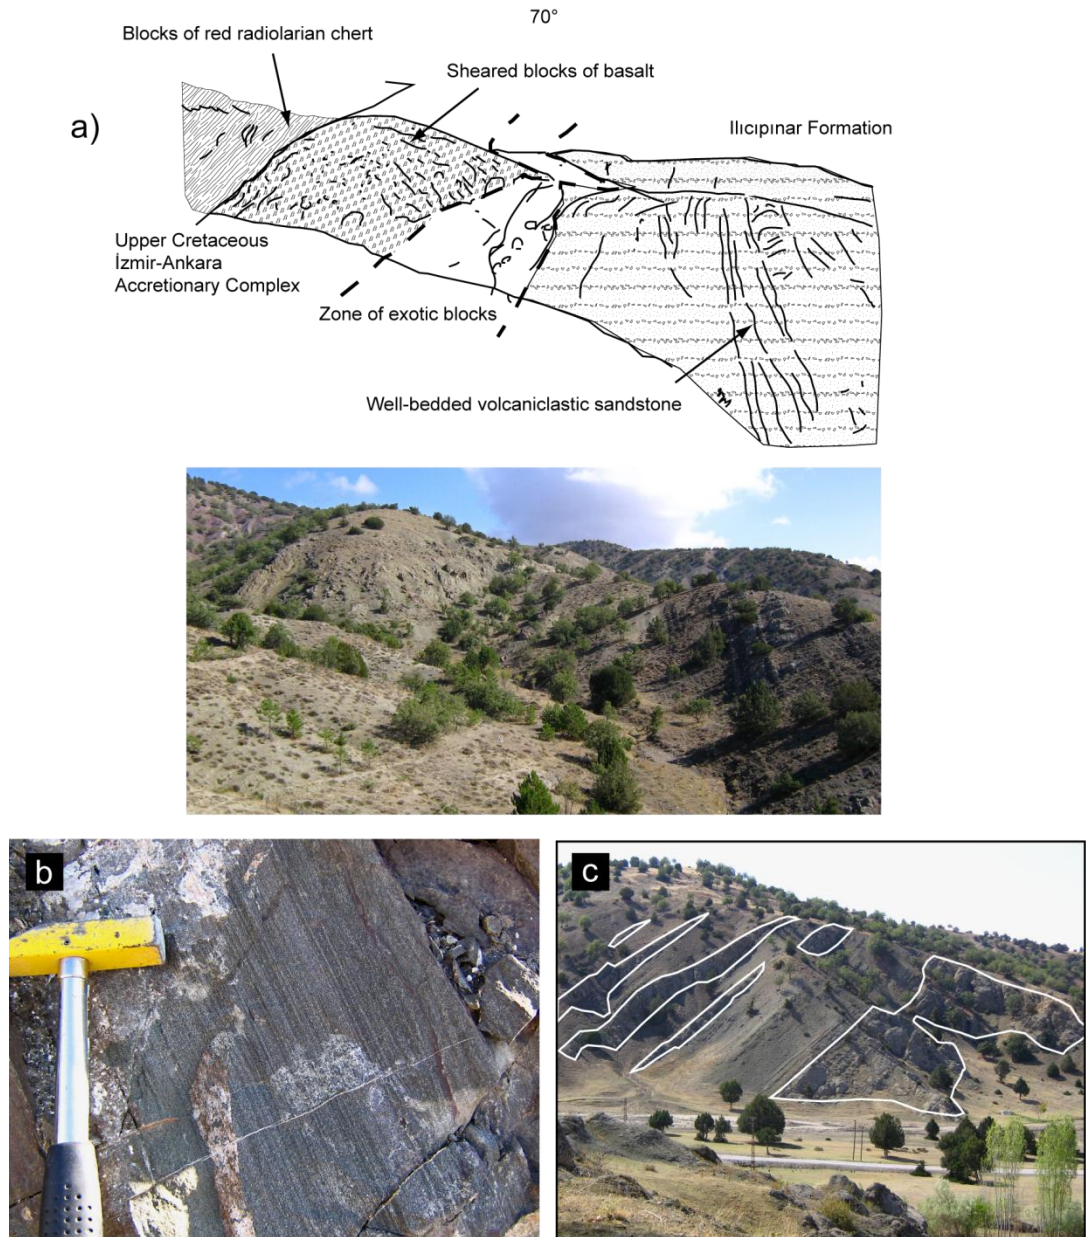 70°
Blocks of red radiolarian chert
Sheared blocks of basalt
a)
Ilıcıpınar Formation
Upper Cretaceous
İzmir-Ankara
Accretionary Complex
Zone of exotic blocks
Well-bedded volcaniclastic sandstone
b
c